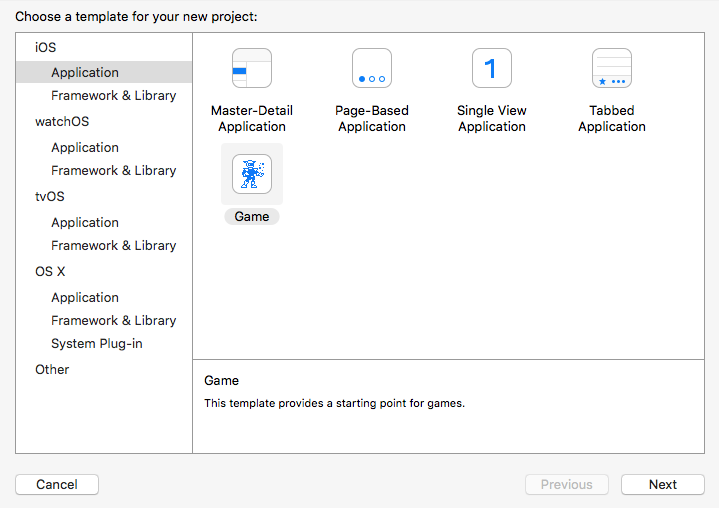 Choose a template for your new project:
iOS
Application
Framework & Library
watchOS
Application
Framework & Library
tvOS
Application
Framework & Library
OS X
Application
Framework & Library
System Plug-in
Other
Master-Detail
Application
Page-Based
Application
1
Single View
Application
Tabbed
Application
Game
Game
This template provides a starting point for games.
Cancel
Previous
Next